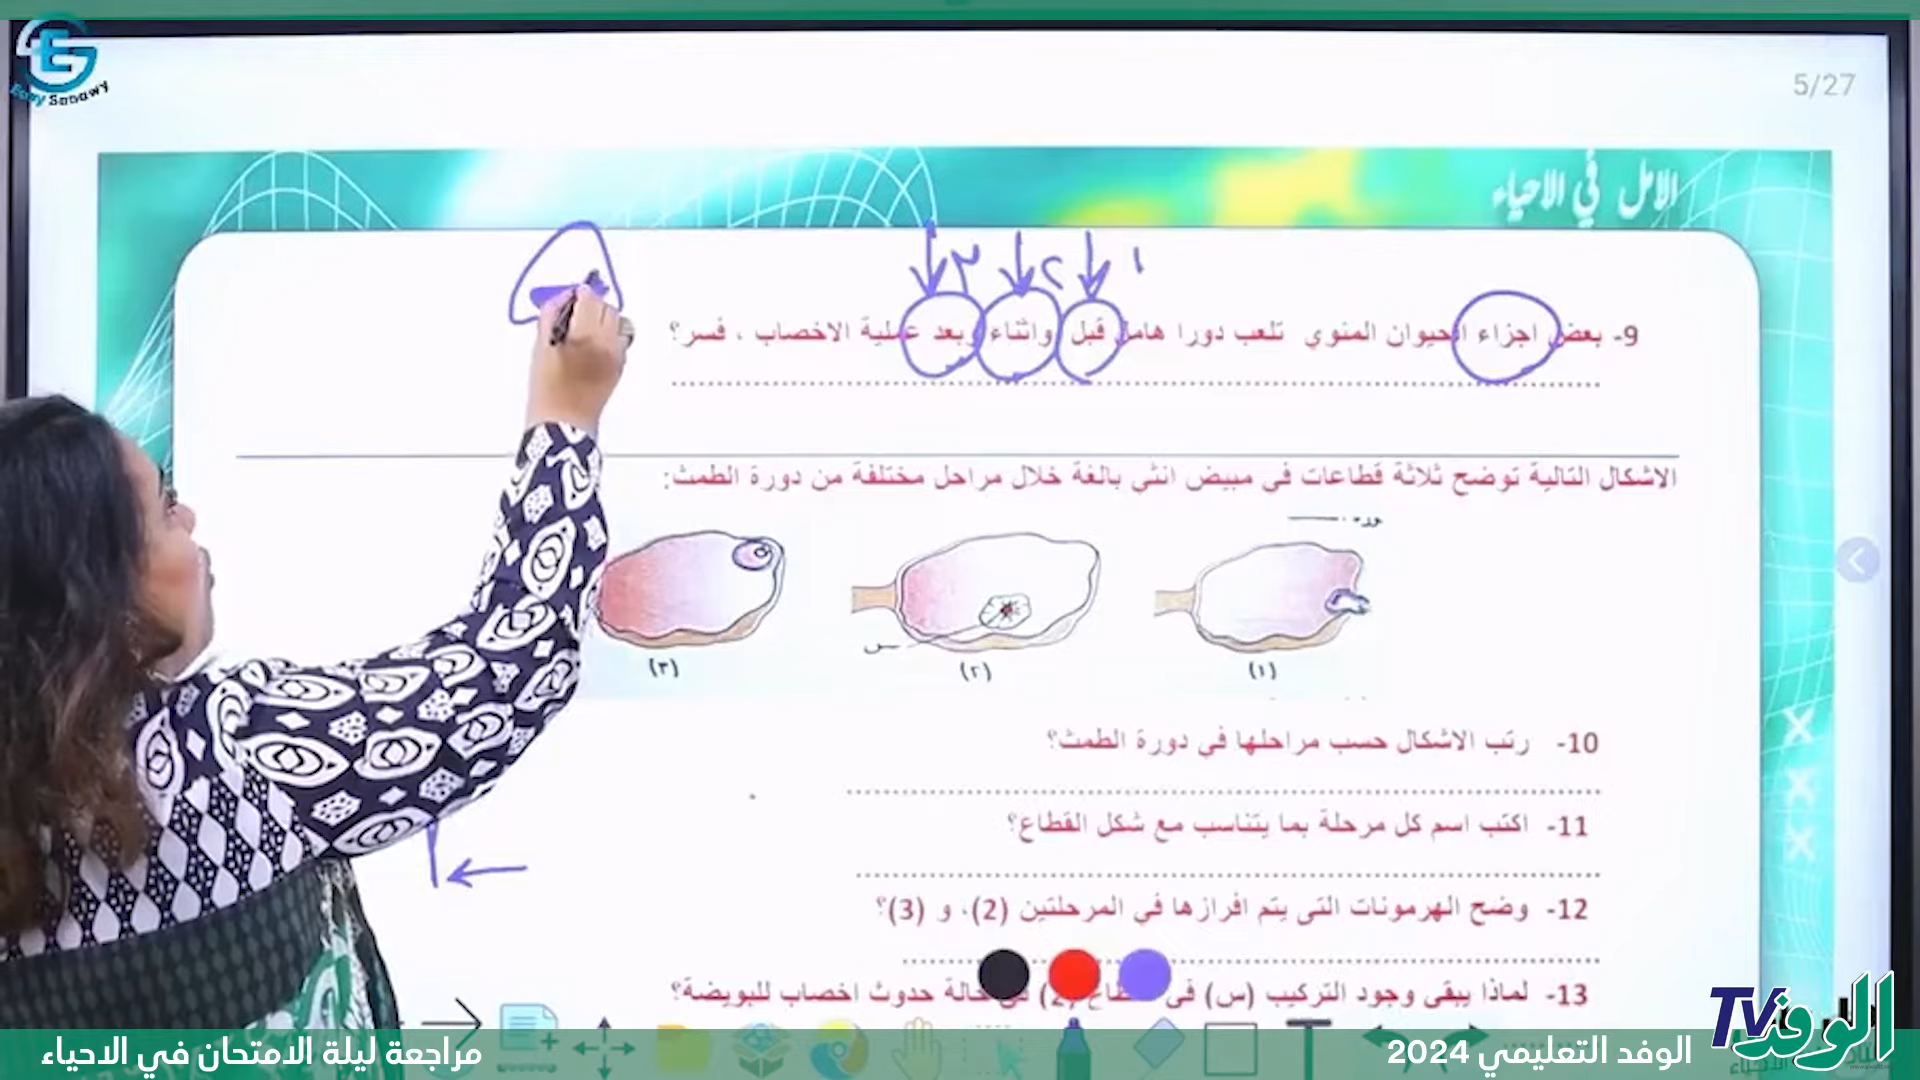 Easy Sanawy
5/27
الامل في الاحياء
١ ٢ ٣
9- بعض اجزاء الحيوان المنوي تلعب دورا هاما قبل واثناء وبعد عملية الاخصاب ، فسر؟
الاشكال التالية توضح ثلاثة قطاعات في مبيض انثي بالغة خلال مراحل مختلفة من دورة الطمث:
س
(١) (٢) (٣)
10- رتب الاشكال حسب مراحلها في دورة الطمث؟
11- اكتب اسم كل مرحلة بما يتناسب مع شكل القطاع؟
12- وضح الهرمونات التي يتم افرازها في المرحلتين (2)، و (3)؟
13- لماذا يبقى وجود التركيب (س) في حالة حدوث اخصاب للبويضة؟
الوفد TV
الوفد التعليمي 2024
مراجعة ليلة الامتحان في الاحياء